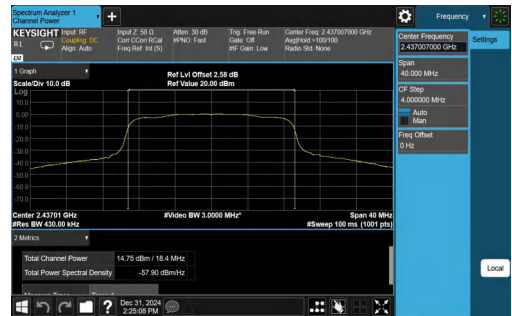 Spectrum Analyzer 1
Channel Power
Frequency
KEYSIGHT
RL
LV
Input: RF
Coupling: DC
Align: Auto
Input Z: 50 Ω
Corr CCorr RCal
Freq Ref: Int (S)
Atten: 30 dB
#PNO: Fast
Trig: Free Run
Gate: Off
#IF Gain: Low
Center Freq: 2.437007000 GHz
Avg|Hold:>100/100
Radio Std: None
Center Frequency
2.437007000 GHz
Settings
Span
40.000 MHz
CF Step
4.000000 MHz
Auto
Man
Freq Offset
0 Hz
Local
1 Graph
Scale/Div 10.0 dB
Ref Lvl Offset 2.58 dB
Ref Value 20.00 dBm
Log
10.0
0.00
-10.0
-20.0
-30.0
-40.0
-50.0
-60.0
-70.0
Center 2.43701 GHz
#Video BW 3.0000 MHz*
Span 40 MHz
#Res BW 430.00 kHz
#Sweep 100 ms (1001 pts)
2 Metrics
Total Channel Power 14.75 dBm / 18.4 MHz
Total Power Spectral Density -57.90 dBm/Hz
?
Dec 31, 2024
2:25:08 PM